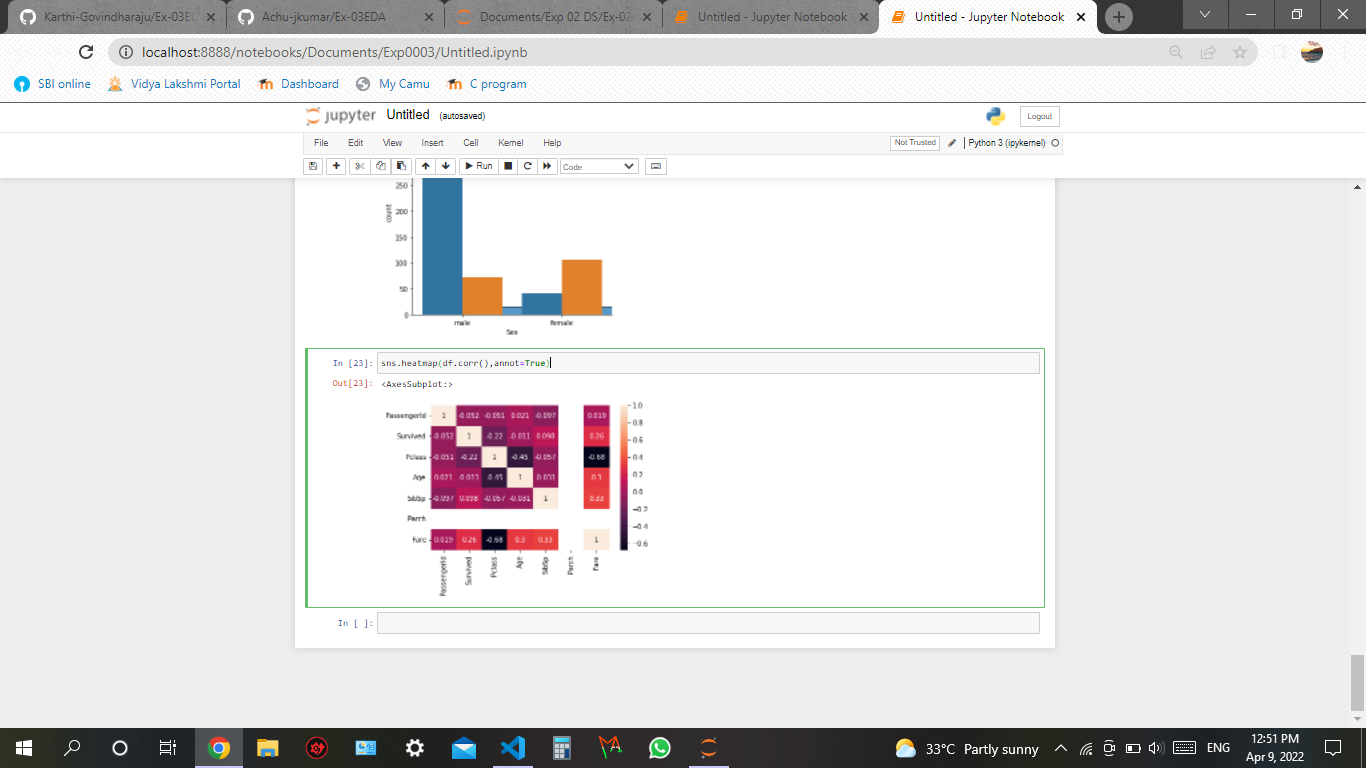 Karthi-Govindharaju/Ex-03E
Achu-jkumar/Ex-03EDA
Documents/Exp 02 DS/Ex-02
Untitled - Jupyter Notebook
Untitled - Jupyter Notebook
localhost:8888/notebooks/Documents/Exp0003/Untitled.ipynb
SBI online Vidya Lakshmi Portal Dashboard My Camu C program
jupyter Untitled (autosaved) Logout
File Edit View Insert Cell Kernel Help Not Trusted Python 3 (ipykernel)
Run Code
250
200
150
100
50
0
count
male female
Sex
In [23]: sns.heatmap(df.corr(),annot=True)
Out[23]: <AxesSubplot:>
PassengerId 1 -0.052 -0.051 0.021 -0.097 0.019
Survived -0.052 1 -0.22 -0.011 0.098 0.26
Pclass -0.051 -0.22 1 -0.45 -0.057 -0.68
Age 0.021 -0.011 -0.45 1 -0.031 0.3
SibSp -0.097 0.098 -0.057 -0.031 1 0.33
Parch
Fare 0.019 0.26 -0.68 0.3 0.33 1
PassengerId Survived Pclass Age SibSp Parch Fare
1.0
0.8
0.6
0.4
0.2
0.0
-0.2
-0.4
-0.6
In [ ]:
33°C Partly sunny ENG 12:51 PM
Apr 9, 2022